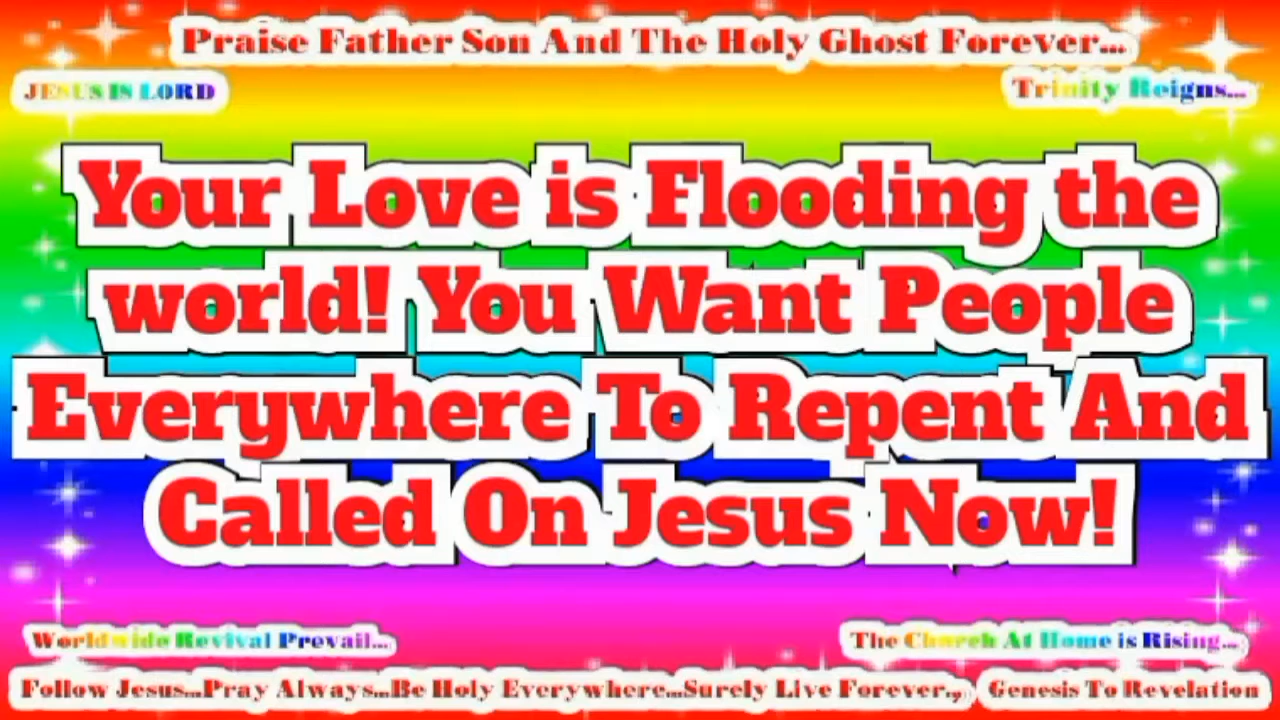 Praise Father Son And The Holy Ghost Forever...
JESUS IS LORD
Trinity Reigns...
Your Love is Flooding the
world! You Want People
Everywhere To Repent And
Called On Jesus Now!
Worldwide Revival Prevail...
The Church At Home is Rising...
Follow Jesus...Pray Always...Be Holy Everywhere...Surely Live Forever...,
Genesis To Revelation